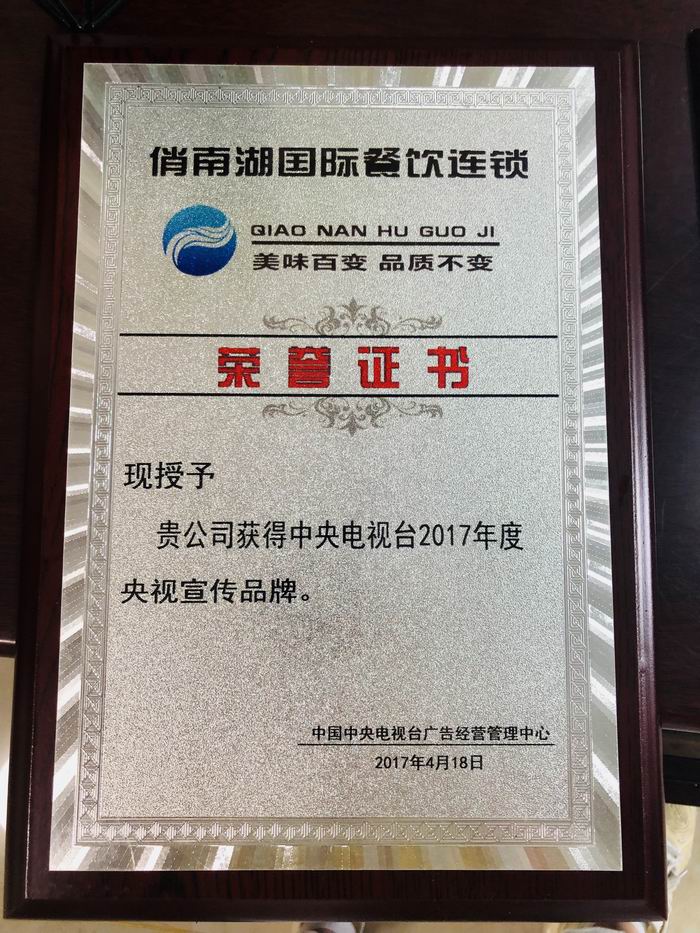 俏南湖国际餐饮连锁
QIAO NAN HU GUO JI
美味百变 品质不变
荣誉证书
现授予
贵公司获得中央电视台2017年度
央视宣传品牌。
中国中央电视台广告经营管理中心
2017年4月18日